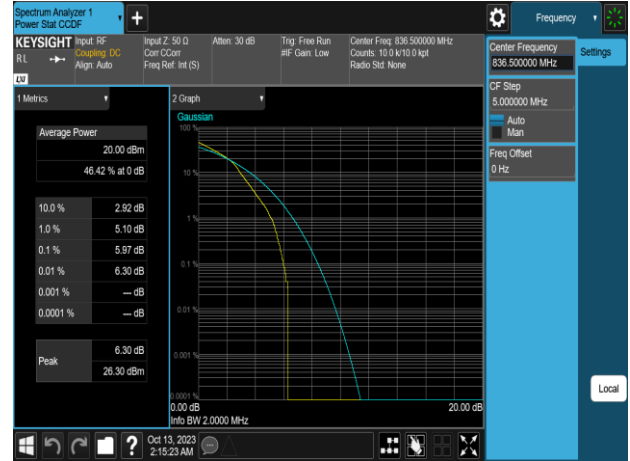 Spectrum Analyzer 1
Power Stat CCDF
Frequency
KEYSIGHT
RL
LXI
Input: RF
Coupling: DC
Align: Auto
Input Z: 50 Ω
Corr CCorr
Freq Ref: Int (S)
Atten: 30 dB
Trig: Free Run
#IF Gain: Low
Center Freq: 836.500000 MHz
Counts: 10.0 k/10.0 kpt
Radio Std: None
Center Frequency
836.500000 MHz
Settings
CF Step
5.000000 MHz
Auto
Man
Freq Offset
0 Hz
1 Metrics
Average Power
20.00 dBm
46.42 % at 0 dB
10.0 % 2.92 dB
1.0 % 5.10 dB
0.1 % 5.97 dB
0.01 % 6.30 dB
0.001 % --- dB
0.0001 % --- dB
Peak
6.30 dB
26.30 dBm
2 Graph
Gaussian
100 %
10 %
1 %
0.1 %
0.01 %
0.001 %
0.0001 %
0.00 dB 20.00 dB
Info BW 2.0000 MHz
Local
?
Oct 13, 2023
2:15:23 AM